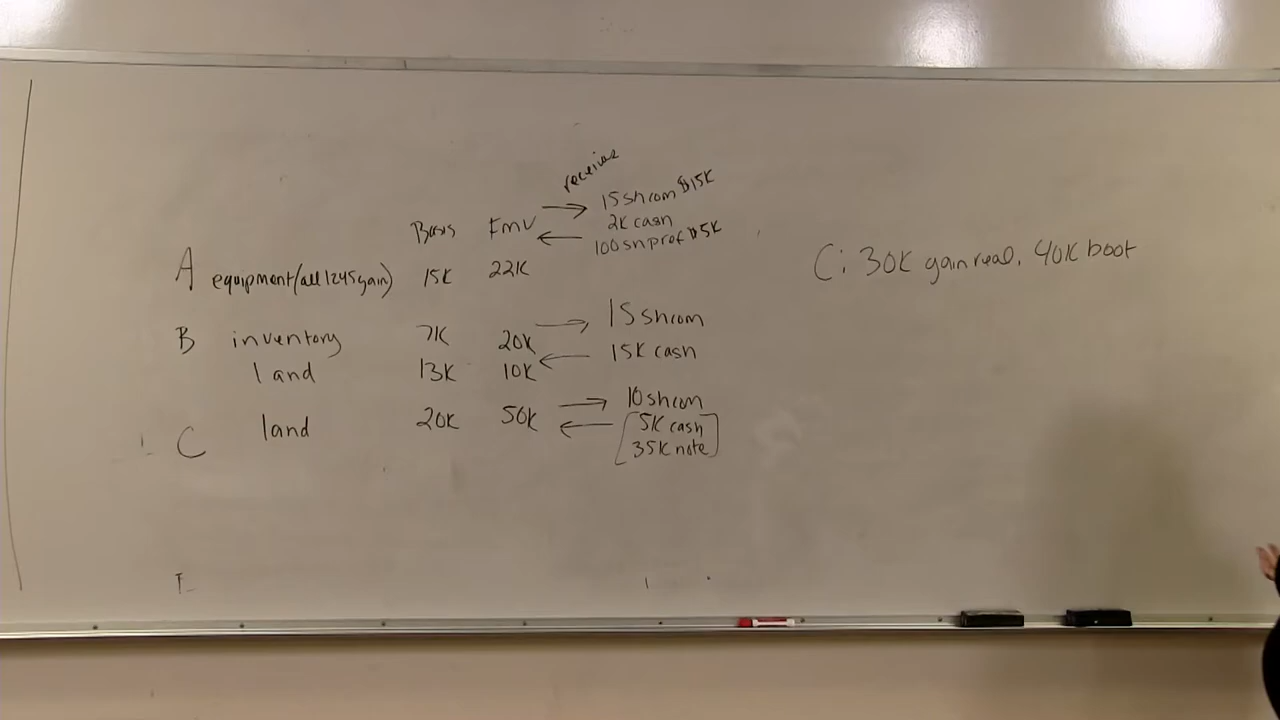 receives
15 sh com $15K
2K cash
100 sh pref $5K
Basis FMV
A equipment (all 1245 gain) 15K 22K
C: 30K gain real. 40K boot
B inventory 7K 20K 15 sh com
land 13K 10K 15K cash
C land 20K 50K 10 sh com
5K cash
35K note